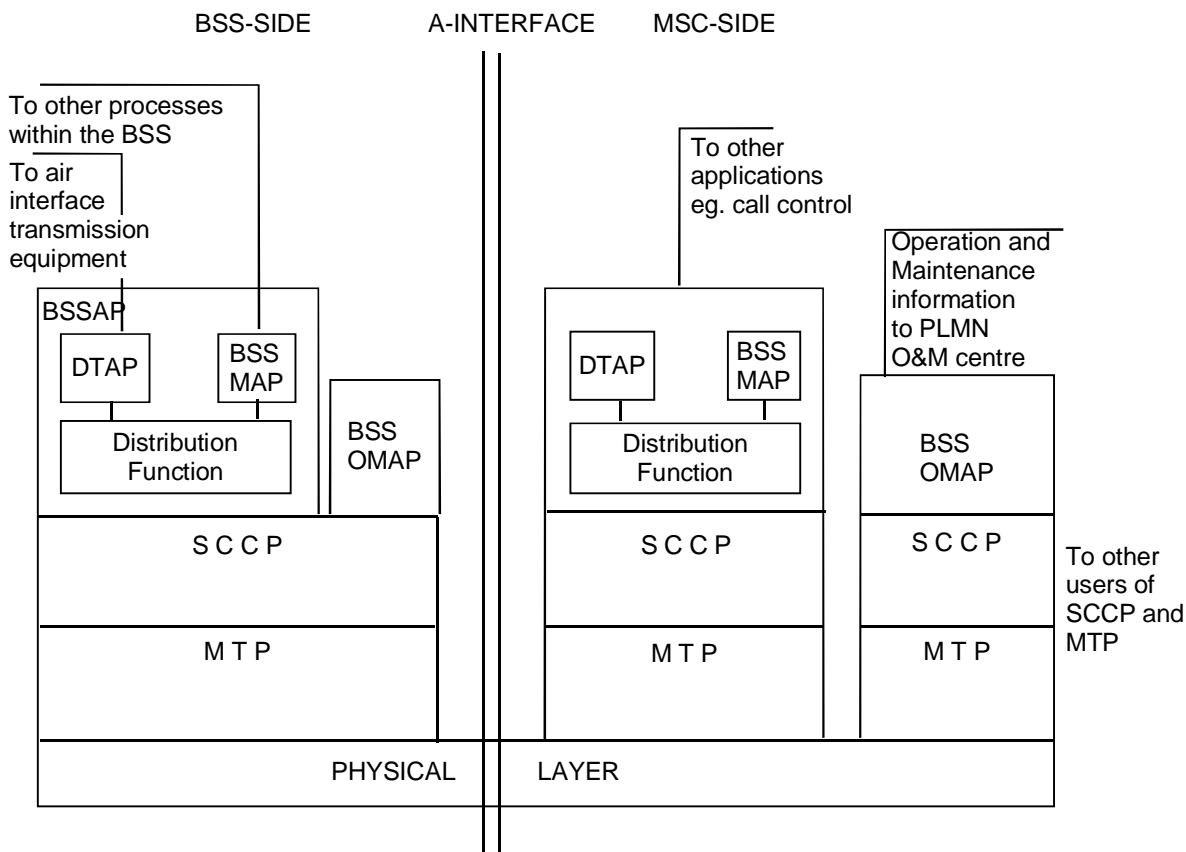 BSS-SIDE
A-INTERFACE
MSC-SIDE
To other processes
within the BSS
To air
interface
transmission
equipment
BSSAP
DTAP
BSS
MAP
Distribution
Function
BSS
OMAP
S C C P
M T P
To other
applications
eg. call control
DTAP
BSS
MAP
Distribution
Function
S C C P
M T P
Operation and
Maintenance
information
to PLMN
O&M centre
BSS
OMAP
S C C P
M T P
To other
users of
SCCP and
MTP
PHYSICAL
LAYER